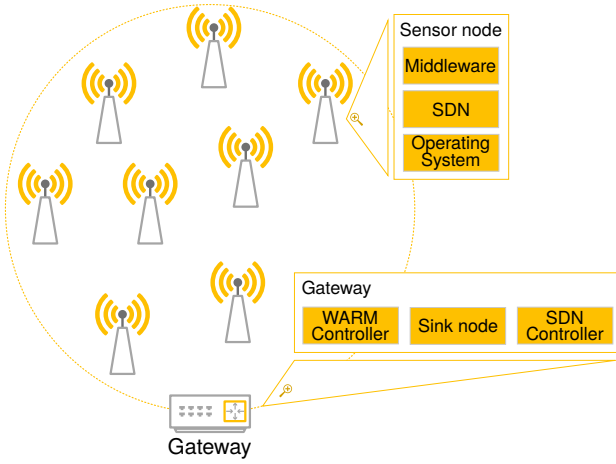 Sensor node
Middleware
SDN
Operating
System
Gateway
WARM
Controller
Sink node
SDN
Controller
Gateway